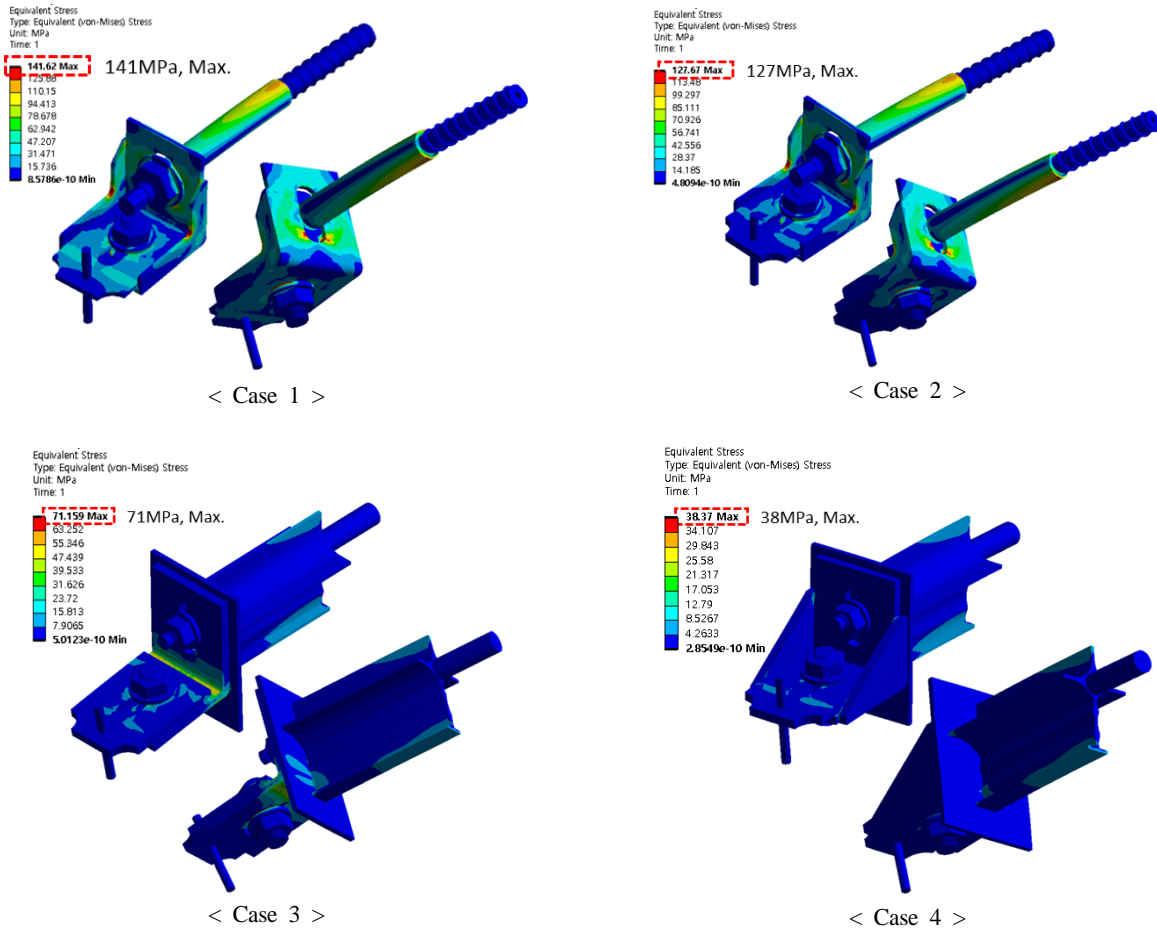 Equivalent Stress
Type: Equivalent (von-Mises) Stress
Unit: MPa
Time: 1
141.62 Max
141MPa, Max.
125.88
110.15
94.413
78.678
62.942
47.207
31.471
15.736
8.5786e-10 Min
< Case 1 >
Equivalent Stress
Type: Equivalent (von-Mises) Stress
Unit: MPa
Time: 1
127.67 Max
127MPa, Max.
113.48
99.297
85.111
70.926
56.741
42.556
28.37
14.185
4.8094e-10 Min
< Case 2 >
Equivalent Stress
Type: Equivalent (von-Mises) Stress
Unit: MPa
Time: 1
71.159 Max
71MPa, Max.
63.252
55.346
47.439
39.533
31.626
23.72
15.813
7.9065
5.0123e-10 Min
< Case 3 >
Equivalent Stress
Type: Equivalent (von-Mises) Stress
Unit: MPa
Time: 1
38.37 Max
38MPa, Max.
34.107
29.843
25.58
21.317
17.053
12.79
8.5267
4.2633
2.8549e-10 Min
< Case 4 >